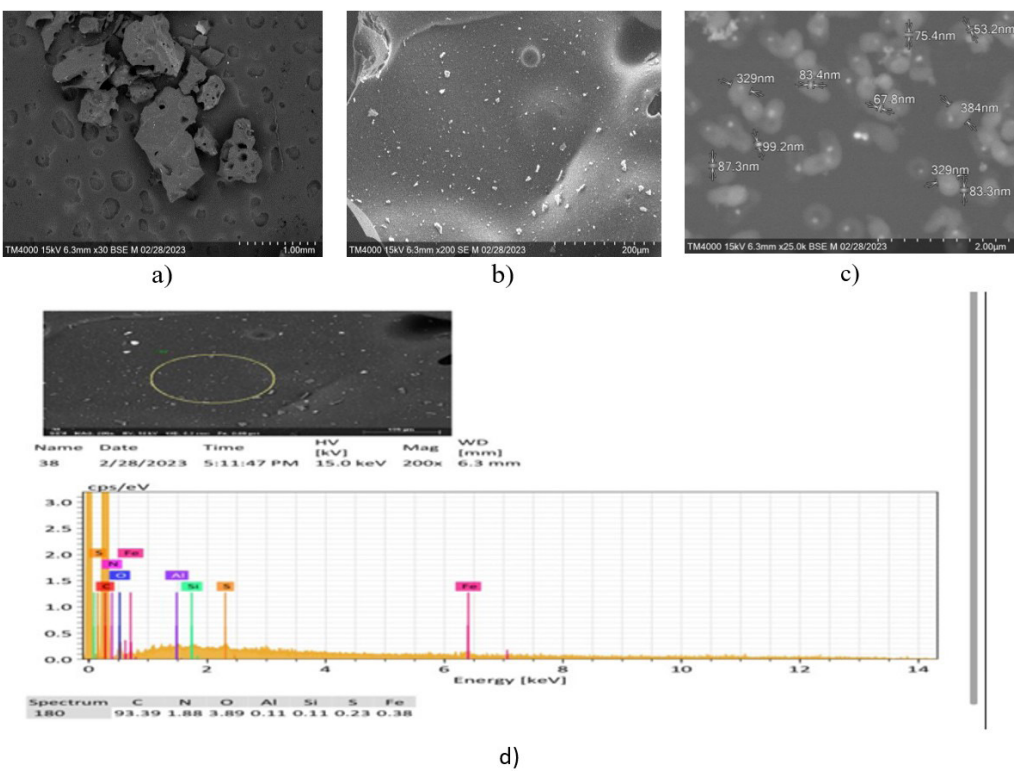 TM4000 15kV 6.3mm x30 BSE M 02/28/2023 1.00mm
a)
TM4000 15kV 6.3mm x200 SE M 02/28/2023 200µm
b)
75.4nm
53.2nm
329nm
83.4nm
67.8nm
384nm
99.2nm
87.3nm
329nm
83.3nm
TM4000 15kV 6.3mm x25.0k BSE M 02/28/2023 2.00µm
c)
Name Date Time HV [kV] Mag WD [mm]
38 2/28/2023 5:11:47 PM 15.0 keV 200x 6.3 mm
cps/eV
3.0
2.5
2.0
1.5
1.0
0.5
0.0
S Fe
N
O Al
C Si S Fe
0 2 4 6 8 10 12 14
Energy [keV]
Spectrum C N O Al Si S Fe
180 93.39 1.88 3.89 0.11 0.11 0.23 0.38
d)